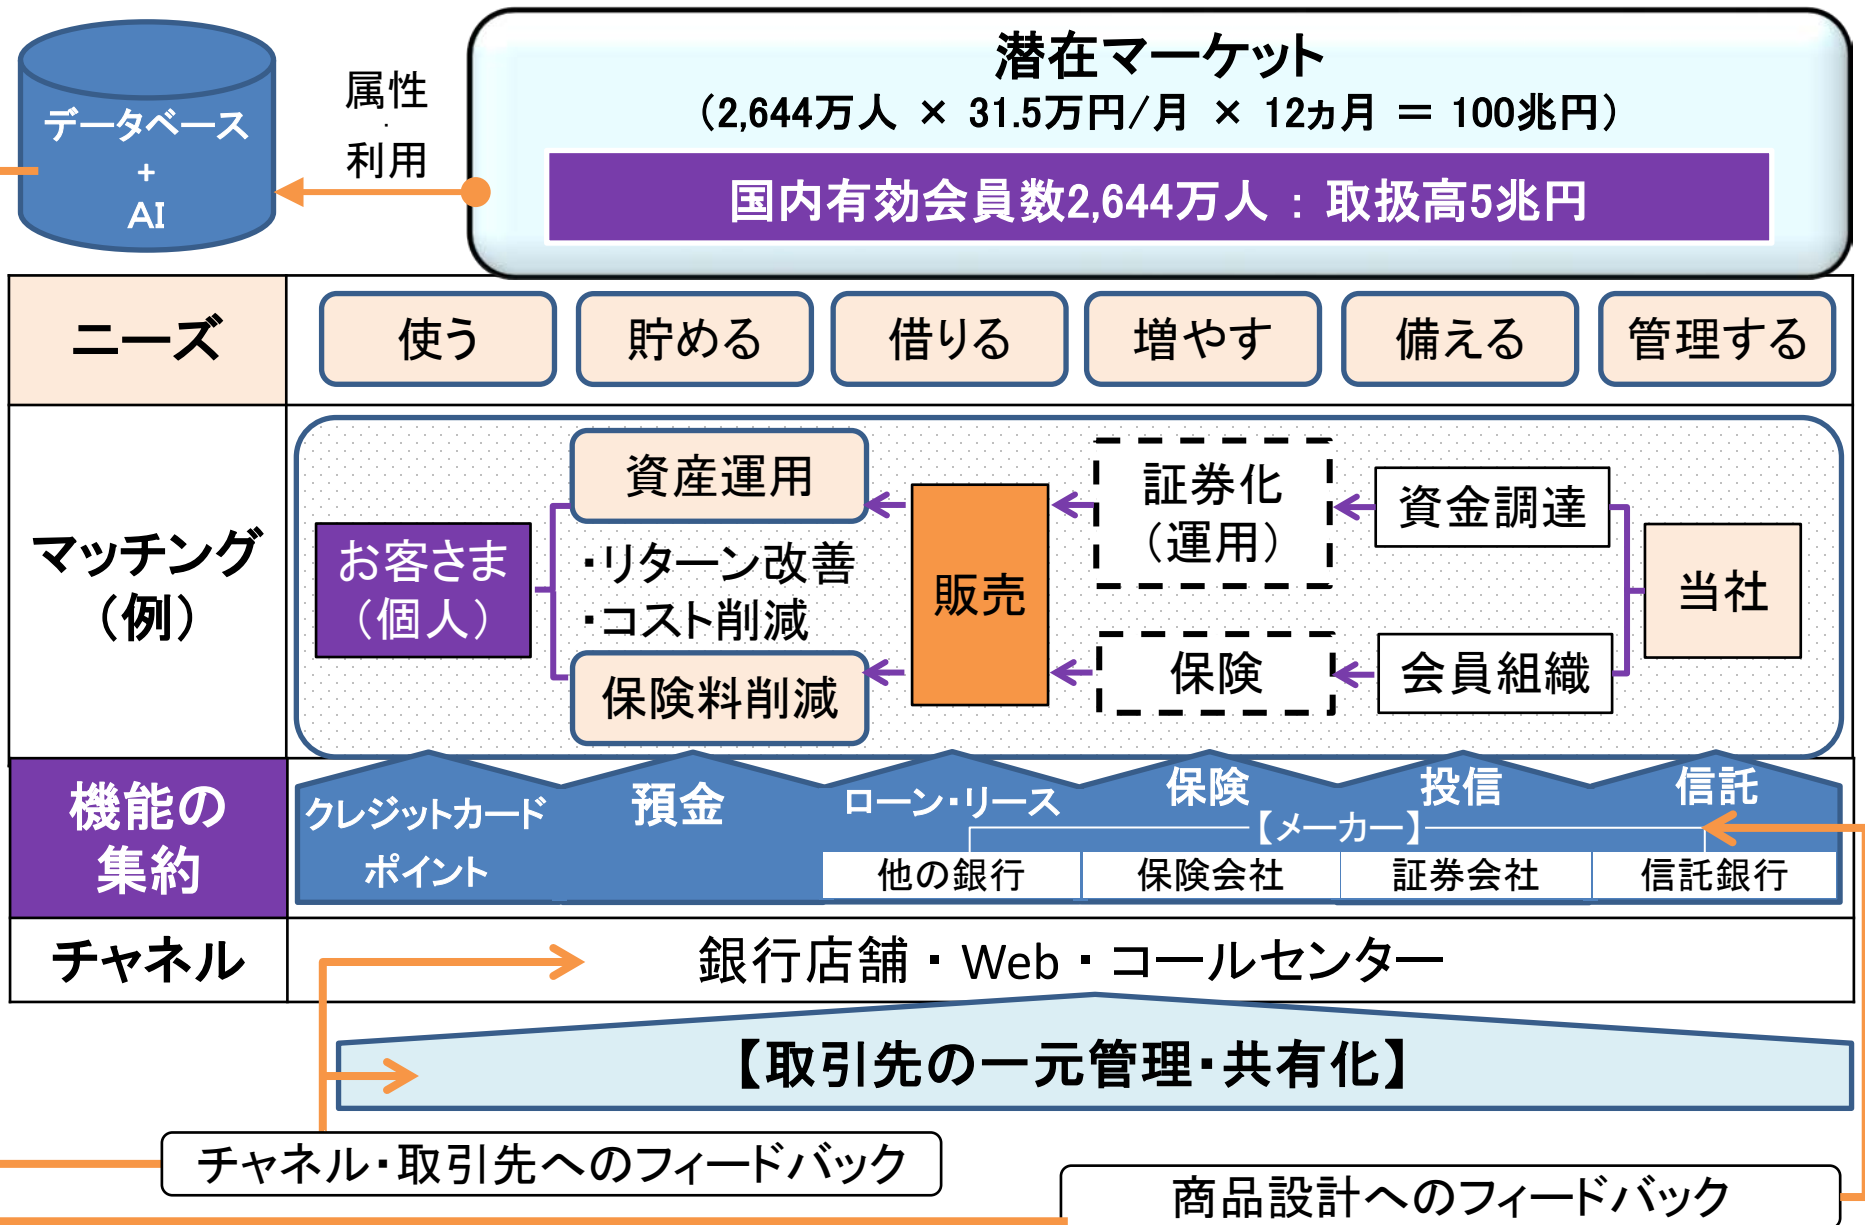 データベース
+
AI
属性
・
利用
潜在マーケット
（2,644万人 × 31.5万円/月 × 12ヵ月 ＝ 100兆円）
国内有効会員数2,644万人 : 取扱高5兆円
ニーズ
使う
貯める
借りる
増やす
備える
管理する
マッチング
（例）
お客さま
（個人）
資産運用
・リターン改善
・コスト削減
保険料削減
販売
証券化
（運用）
保険
資金調達
会員組織
当社
機能の
集約
クレジットカード
ポイント
預金
ローン・リース
保険
投信
信託
【メーカー】
他の銀行
保険会社
証券会社
信託銀行
チャネル
銀行店舗・Web・コールセンター
【取引先の一元管理・共有化】
チャネル・取引先へのフィードバック
商品設計へのフィードバック